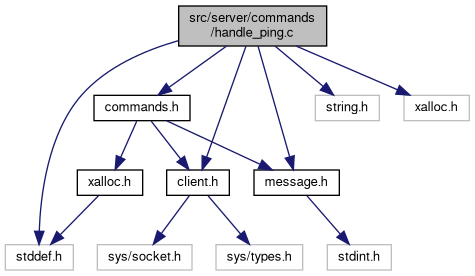 src/server/commands
/handle_ping.c
commands.h
string.h
xalloc.h
xalloc.h
client.h
message.h
stddef.h
sys/socket.h
sys/types.h
stdint.h